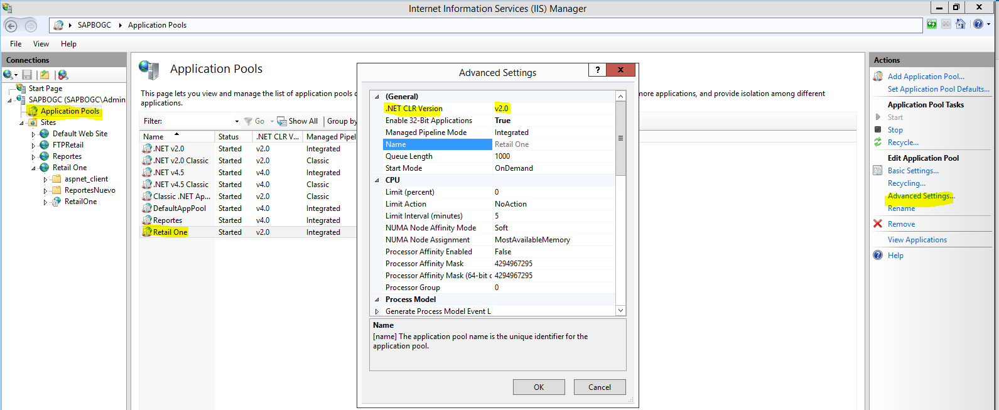 Internet Information Services (IIS) Manager
SAPBOGC
Application Pools
File View Help
Connections
Start Page
SAPBOGC (SAPBOGC\Admin
Application Pools
Sites
Default Web Site
FTPRetail
Reportes
Retail One
aspnet_client
ReportesNuevo
RetailOne
Application Pools
This page lets you view and manage the list of application pools o
more applications, and provide isolation among different
applications.
Filter: Go Show All Group by
Name Status .NET CLR V... Managed Pipel
.NET v2.0 Started v2.0 Integrated
.NET v2.0 Classic Started v2.0 Classic
.NET v4.5 Started v4.0 Integrated
.NET v4.5 Classic Started v4.0 Classic
Classic .NET Ap... Started v2.0 Classic
DefaultAppPool Started v4.0 Integrated
Reportes Started v4.0 Integrated
Retail One Started v2.0 Integrated
Advanced Settings
?
(General)
.NET CLR Version v2.0
Enable 32-Bit Applications True
Managed Pipeline Mode Integrated
Name Retail One
Queue Length 1000
Start Mode OnDemand
CPU
Limit (percent) 0
Limit Action NoAction
Limit Interval (minutes) 5
NUMA Node Affinity Mode Soft
NUMA Node Assignment MostAvailableMemory
Processor Affinity Enabled False
Processor Affinity Mask 4294967295
Processor Affinity Mask (64-bit o 4294967295
Processor Group 0
Process Model
Generate Process Model Event L
Name
[name] The application pool name is the unique identifier for the
application pool.
OK Cancel
Actions
Add Application Pool...
Set Application Pool Defaults...
Application Pool Tasks
Start
Stop
Recycle...
Edit Application Pool
Basic Settings...
Recycling...
Advanced Settings...
Rename
Remove
View Applications
Help